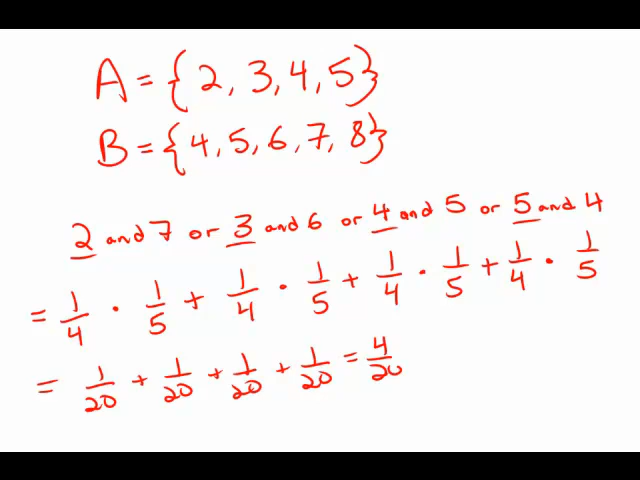 A = {2, 3, 4, 5}
B = {4, 5, 6, 7, 8}
2 and 7 or 3 and 6 or 4 and 5 or 5 and 4
= 1/4 · 1/5 + 1/4 · 1/5 + 1/4 · 1/5 + 1/4 · 1/5
= 1/20 + 1/20 + 1/20 + 1/20 = 4/20